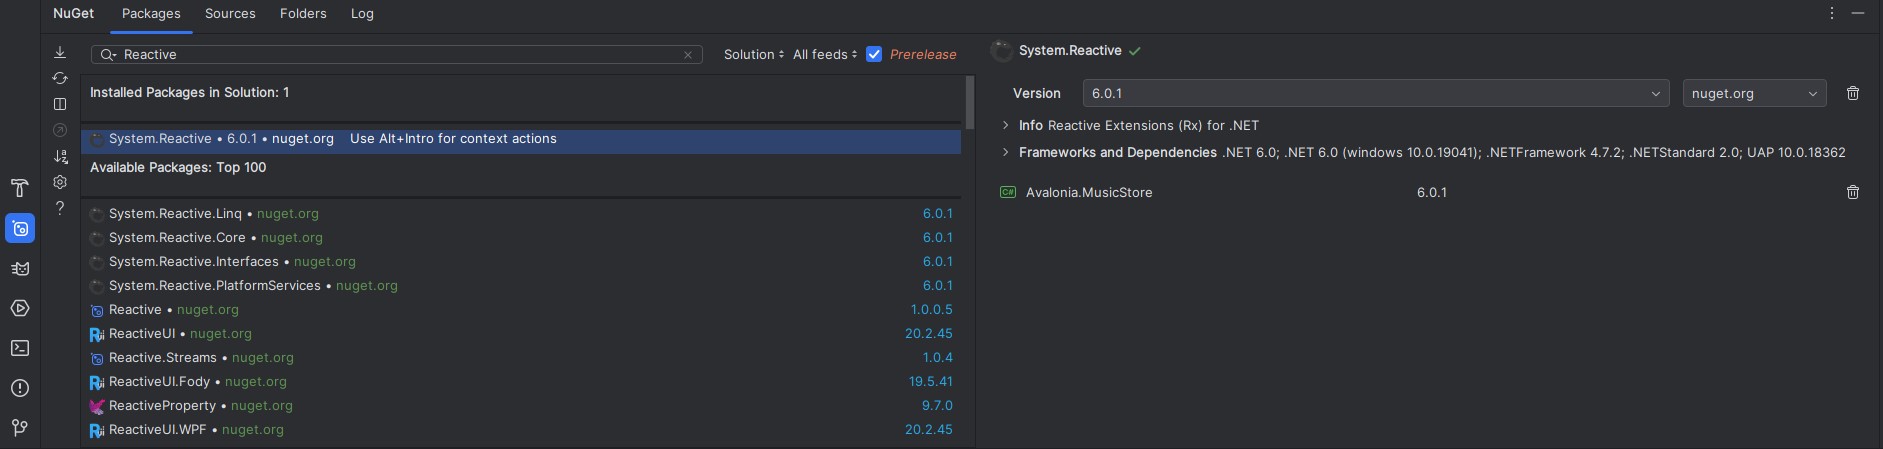 NuGet Packages Sources Folders Log
Reactive Solution All feeds Prerelease
Installed Packages in Solution: 1
System.Reactive • 6.0.1 • nuget.org Use Alt+Intro for context actions
Available Packages: Top 100
System.Reactive.Linq • nuget.org 6.0.1
System.Reactive.Core • nuget.org 6.0.1
System.Reactive.Interfaces • nuget.org 6.0.1
System.Reactive.PlatformServices • nuget.org 6.0.1
Reactive • nuget.org 1.0.0.5
ReactiveUI • nuget.org 20.2.45
Reactive.Streams • nuget.org 1.0.4
ReactiveUI.Fody • nuget.org 19.5.41
ReactiveProperty • nuget.org 9.7.0
ReactiveUI.WPF • nuget.org 20.2.45
System.Reactive
Version 6.0.1 nuget.org
Info Reactive Extensions (Rx) for .NET
Frameworks and Dependencies .NET 6.0; .NET 6.0 (windows 10.0.19041); .NETFramework 4.7.2; .NETStandard 2.0; UAP 10.0.18362
C# Avalonia.MusicStore 6.0.1